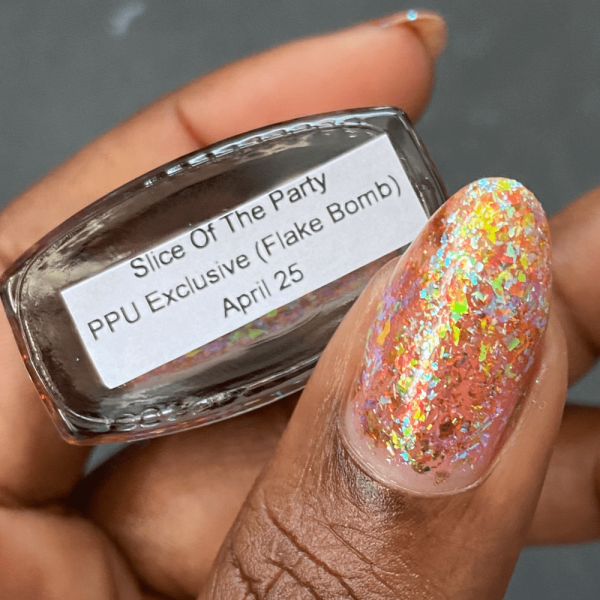 Slice Of The Party
PPU Exclusive (Flake Bomb)
April 25